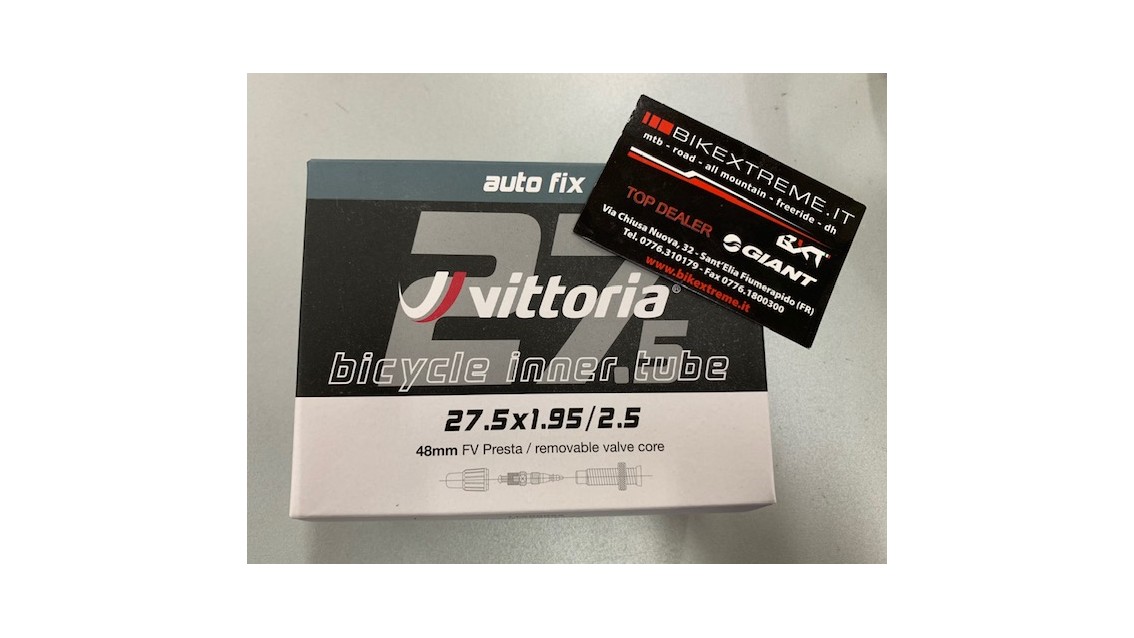 auto fix
27.5
vittoria®
bicycle inner tube
27.5x1.95/2.5
48mm FV Presta / removable valve core
BIKEXTREME.IT
mtb - road - all mountain - freeride - dh
TOP DEALER
GIANT
BXT
Via Chiusa Nuova, 32 - Sant'Elia Fiumerapido (FR)
Tel. 0776.310179 - Fax 0776.1800300
www.bikextreme.it